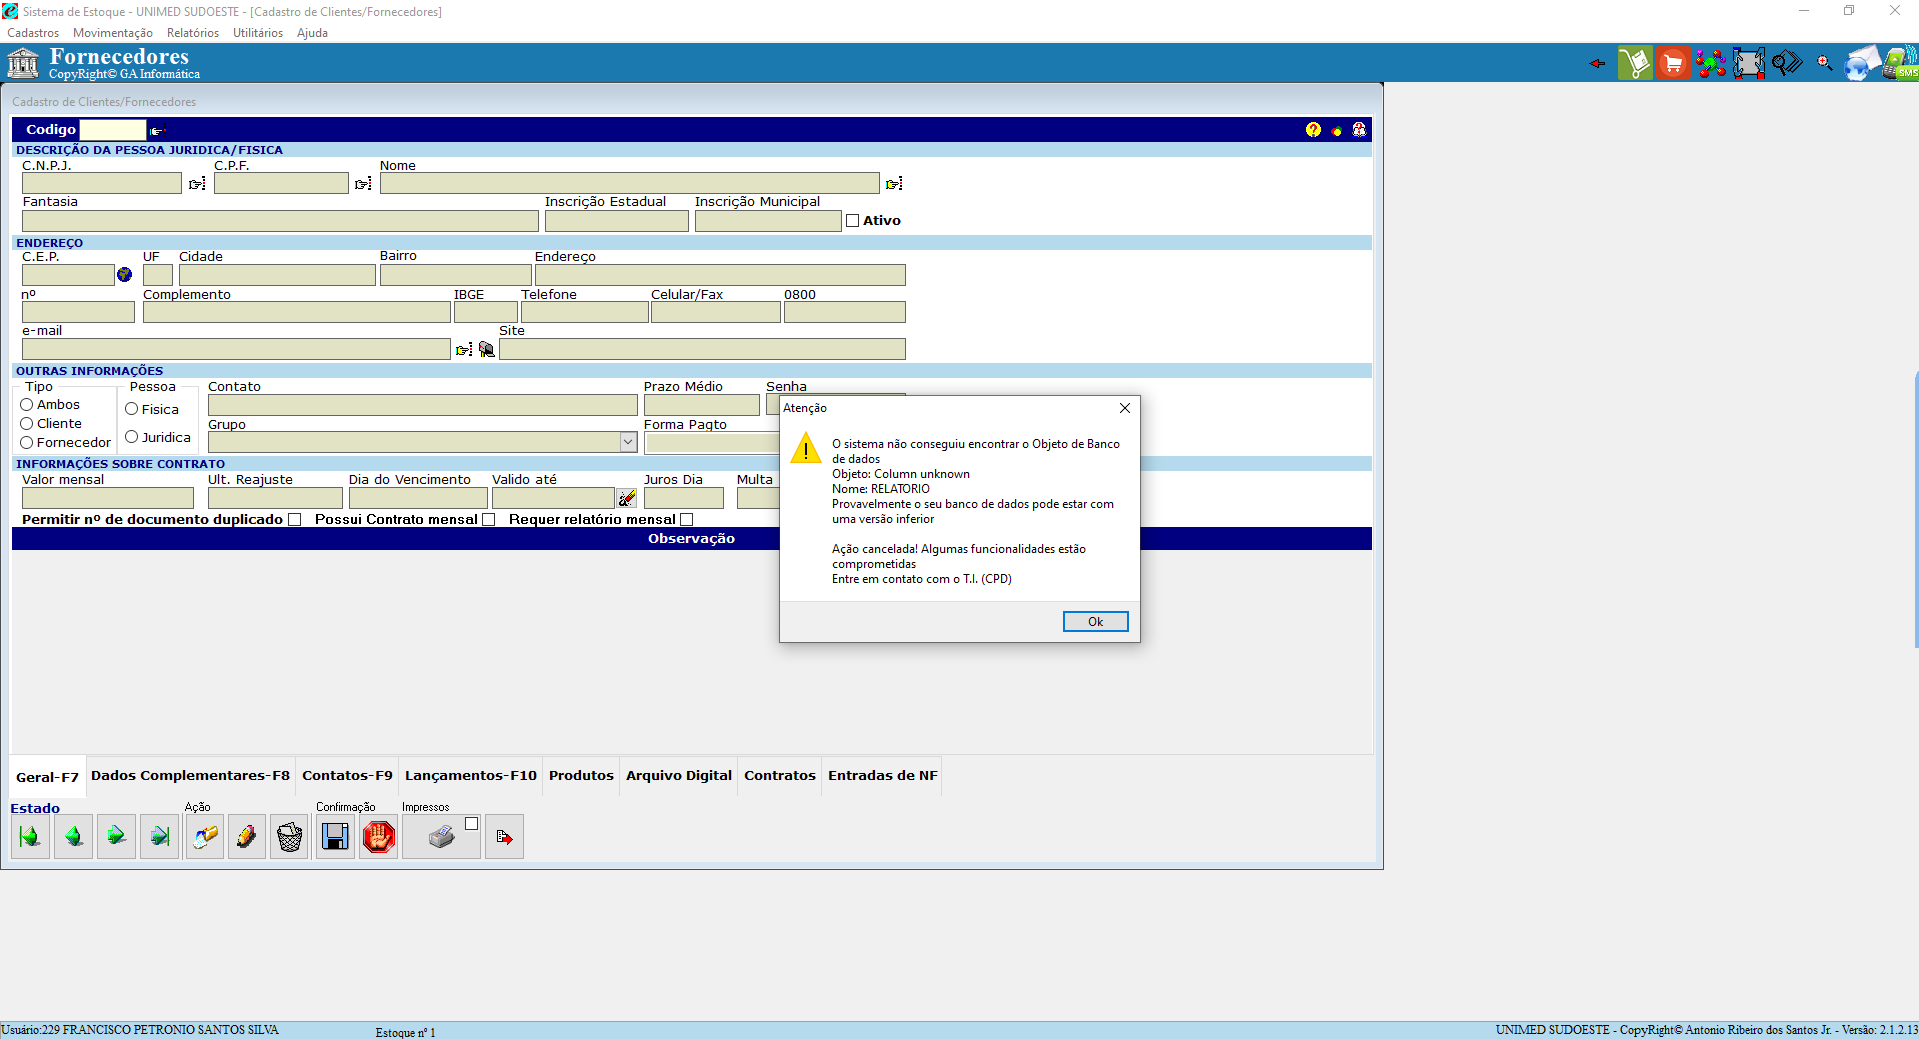 Sistema de Estoque - UNIMED SUDOESTE - [Cadastro de Clientes/Fornecedores]
Cadastros Movimentação Relatórios Utilitários Ajuda
Fornecedores
CopyRight© GA Informática
SMS
Cadastro de Clientes/Fornecedores
Codigo
DESCRIÇÃO DA PESSOA JURIDICA/FISICA
C.N.P.J. C.P.F. Nome
Fantasia Inscrição Estadual Inscrição Municipal
Ativo
ENDEREÇO
C.E.P. UF Cidade Bairro Endereço
nº Complemento IBGE Telefone Celular/Fax 0800
e-mail Site
OUTRAS INFORMAÇÕES
Tipo Pessoa Contato Prazo Médio Senha
Ambos Fisica
Cliente Grupo Forma Pagto
Fornecedor Juridica
INFORMAÇÕES SOBRE CONTRATO
Valor mensal Ult. Reajuste Dia do Vencimento Valido até Juros Dia Multa
Permitir nº de documento duplicado Possui Contrato mensal Requer relatório mensal
Observação
Atenção
O sistema não conseguiu encontrar o Objeto de Banco
de dados
Objeto: Column unknown
Nome: RELATORIO
Provavelmente o seu banco de dados pode estar com
uma versão inferior
Ação cancelada! Algumas funcionalidades estão
comprometidas
Entre em contato com o T.I. (CPD)
Ok
Geral-F7 Dados Complementares-F8 Contatos-F9 Lançamentos-F10 Produtos Arquivo Digital Contratos Entradas de NF
Estado Ação Confirmação Impressos
Usuário:229 FRANCISCO PETRONIO SANTOS SILVA Estoque nº 1 UNIMED SUDOESTE - CopyRight© Antonio Ribeiro dos Santos Jr. - Versão: 2.1.2.13